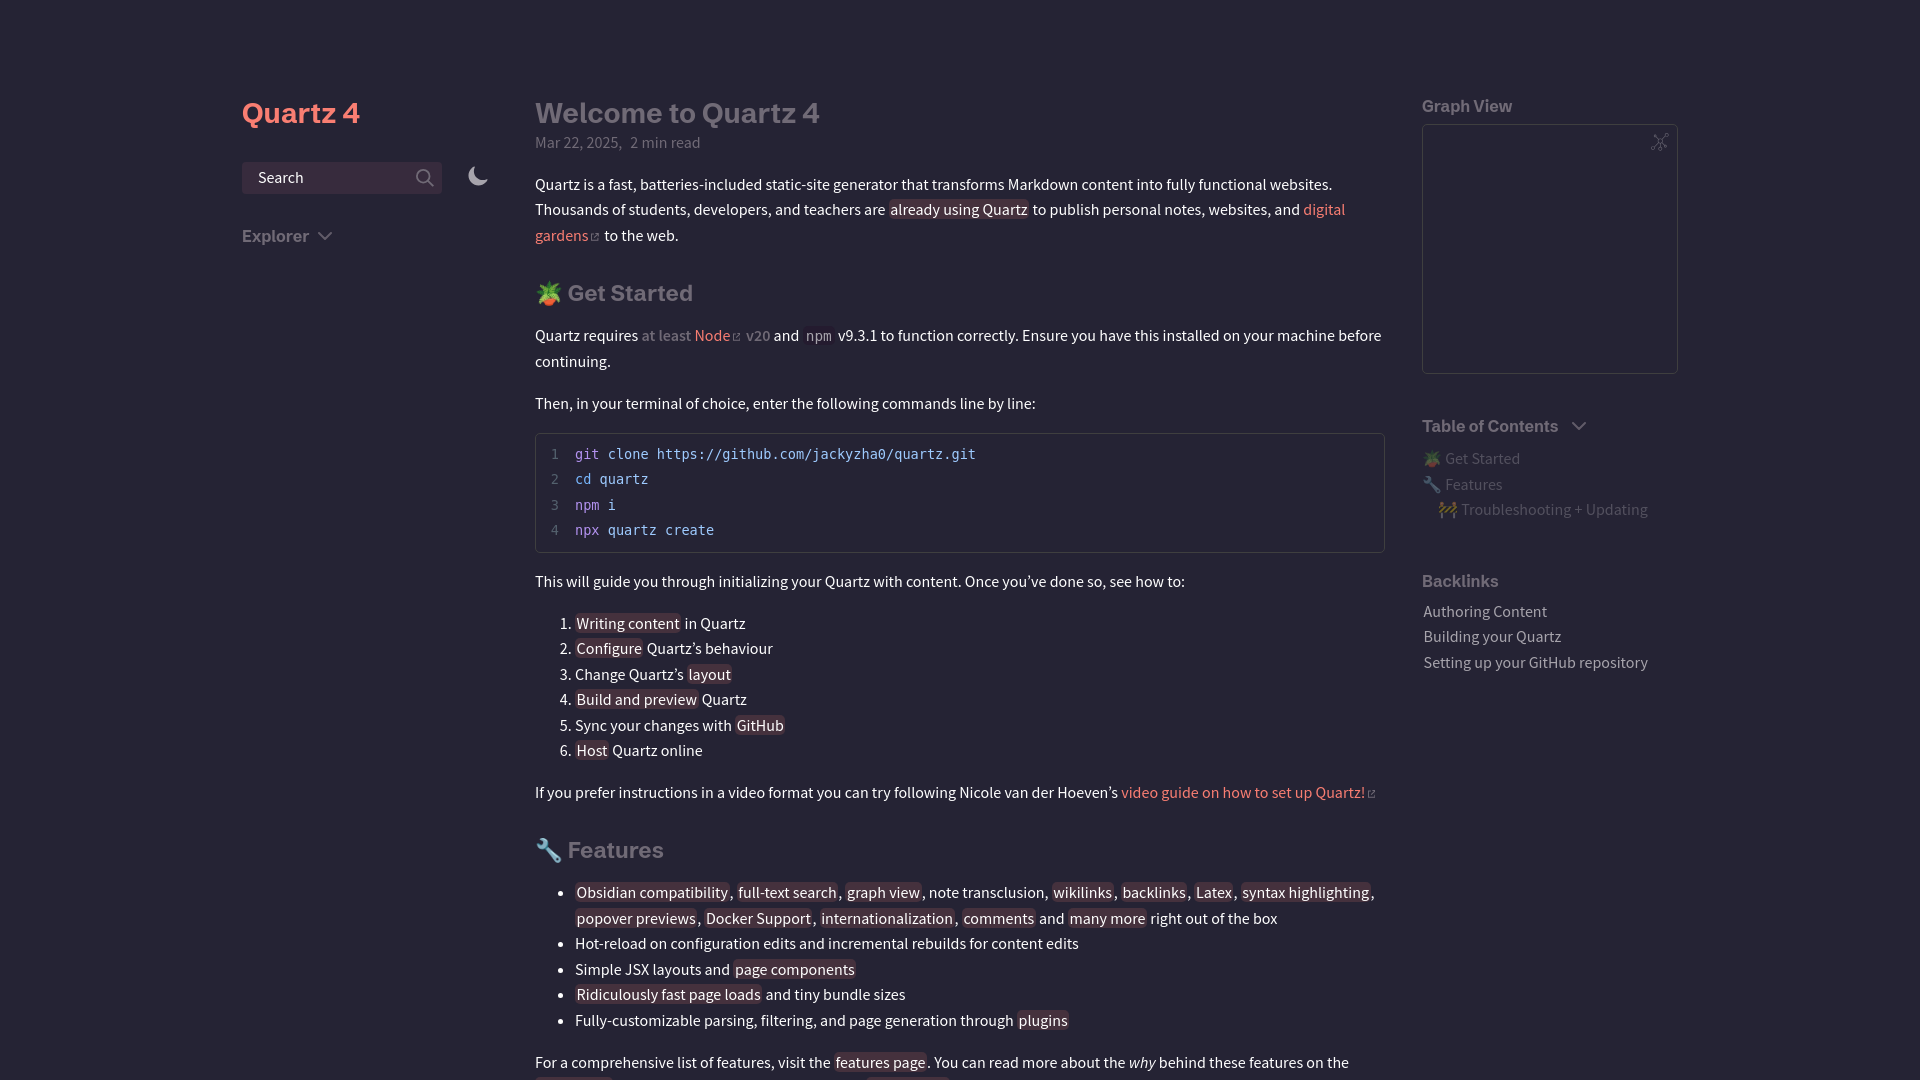 Quartz 4
Search
Explorer
Welcome to Quartz 4
Mar 22, 2025, 2 min read
Quartz is a fast, batteries-included static-site generator that transforms Markdown content into fully functional websites.
Thousands of students, developers, and teachers are already using Quartz to publish personal notes, websites, and digital
gardens to the web.
🪴 Get Started
Quartz requires at least Node v20 and npm v9.3.1 to function correctly. Ensure you have this installed on your machine before
continuing.
Then, in your terminal of choice, enter the following commands line by line:
1 git clone https://github.com/jackyzha0/quartz.git
2 cd quartz
3 npm i
4 npx quartz create
This will guide you through initializing your Quartz with content. Once you’ve done so, see how to:
1. Writing content in Quartz
2. Configure Quartz’s behaviour
3. Change Quartz’s layout
4. Build and preview Quartz
5. Sync your changes with GitHub
6. Host Quartz online
If you prefer instructions in a video format you can try following Nicole van der Hoeven’s video guide on how to set up Quartz!
🔧 Features
• Obsidian compatibility, full-text search, graph view, note transclusion, wikilinks, backlinks, Latex, syntax highlighting,
popover previews, Docker Support, internationalization, comments and many more right out of the box
• Hot-reload on configuration edits and incremental rebuilds for content edits
• Simple JSX layouts and page components
• Ridiculously fast page loads and tiny bundle sizes
• Fully-customizable parsing, filtering, and page generation through plugins
For a comprehensive list of features, visit the features page. You can read more about the why behind these features on the
Graph View
Table of Contents
🪴 Get Started
🔧 Features
🚧 Troubleshooting + Updating
Backlinks
Authoring Content
Building your Quartz
Setting up your GitHub repository